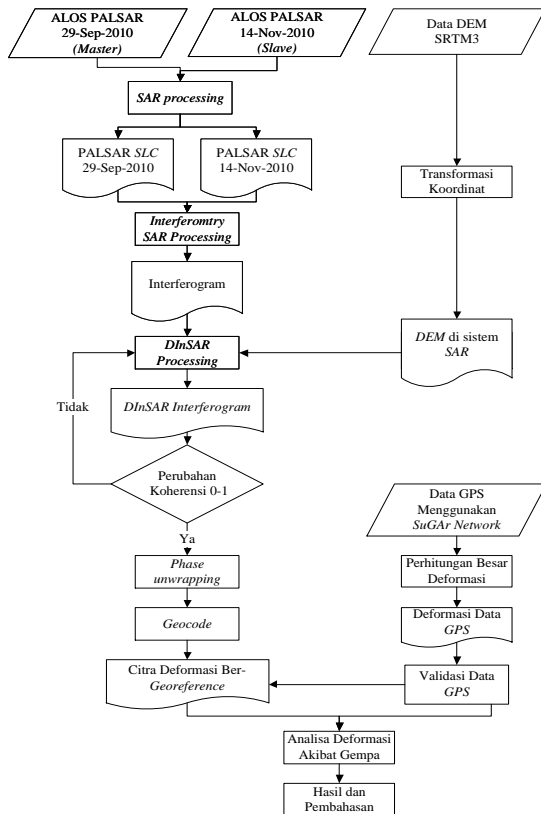 ALOS PALSAR
29-Sep-2010
(Master)
ALOS PALSAR
14-Nov-2010
(Slave)
Data DEM
SRTM3
SAR processing
PALSAR SLC
29-Sep-2010
PALSAR SLC
14-Nov-2010
Transformasi
Koordinat
Interferomtry
SAR Processing
Interferogram
DInSAR
Processing
DEM di sistem
SAR
Tidak
DInSAR Interferogram
Perubahan
Koherensi 0-1
Ya
Data GPS
Menggunakan
SuGAr Network
Phase
unwrapping
Perhitungan Besar
Deformasi
Geocode
Deformasi Data
GPS
Citra Deformasi Ber-
Georeference
Validasi Data
GPS
Analisa Deformasi
Akibat Gempa
Hasil dan
Pembahasan